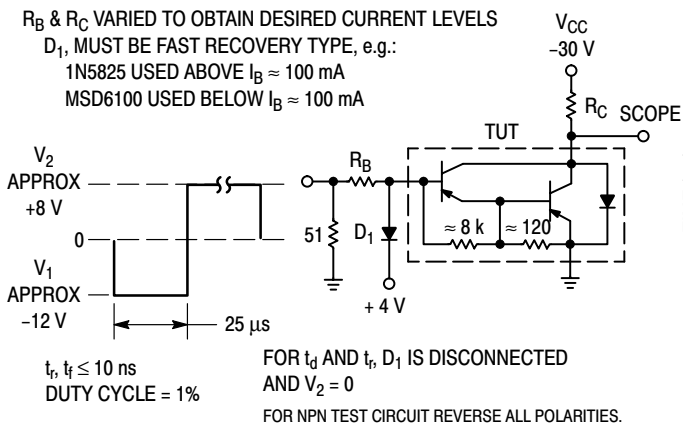 R_B & R_C VARIED TO OBTAIN DESIRED CURRENT LEVELS
D_1, MUST BE FAST RECOVERY TYPE, e.g.:
1N5825 USED ABOVE I_B ≈ 100 mA
MSD6100 USED BELOW I_B ≈ 100 mA
V_CC
–30 V
R_C
SCOPE
TUT
R_B
V_2
APPROX
+8 V
0
V_1
APPROX
–12 V
25 μs
51
D_1
+ 4 V
≈ 8 k
≈ 120
t_r, t_f ≤ 10 ns
DUTY CYCLE = 1%
FOR t_d AND t_r, D_1 IS DISCONNECTED
AND V_2 = 0
FOR NPN TEST CIRCUIT REVERSE ALL POLARITIES.